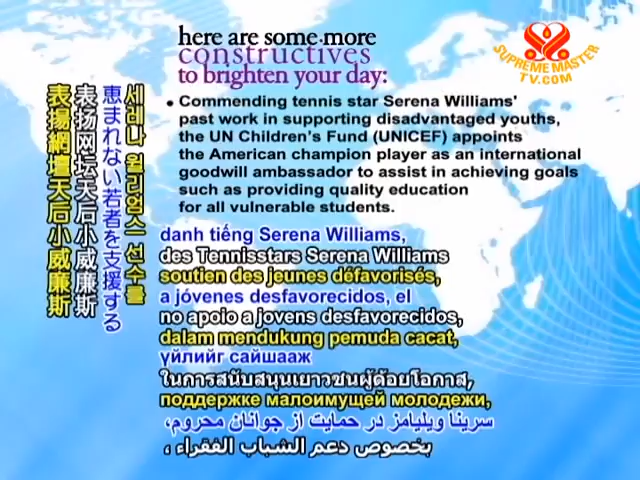 here are some more
constructives
to brighten your day:
SUPREME MASTER
TV.COM
• Commending tennis star Serena Williams'
past work in supporting disadvantaged youths,
the UN Children's Fund (UNICEF) appoints
the American champion player as an international
goodwill ambassador to assist in achieving goals
such as providing quality education
for all vulnerable students.
세레나 윌리엄스 선수를
恵まれない若者を支援する
表扬网坛天后小威廉斯
表揚網壇天后小威廉斯
danh tiếng Serena Williams,
des Tennisstars Serena Williams
soutien des jeunes défavorisés,
a jóvenes desfavorecidos, el
no apoio a jovens desfavorecidos,
dalam mendukung pemuda cacat,
үйлийг сайшааж
ในการสนับสนุนเยาวชนผู้ด้อยโอกาส,
поддержке малоимущей молодежи,
سرینا ویلیامز در حمایت از جوانان محروم،
بخصوص دعم الشباب الفقراء ،